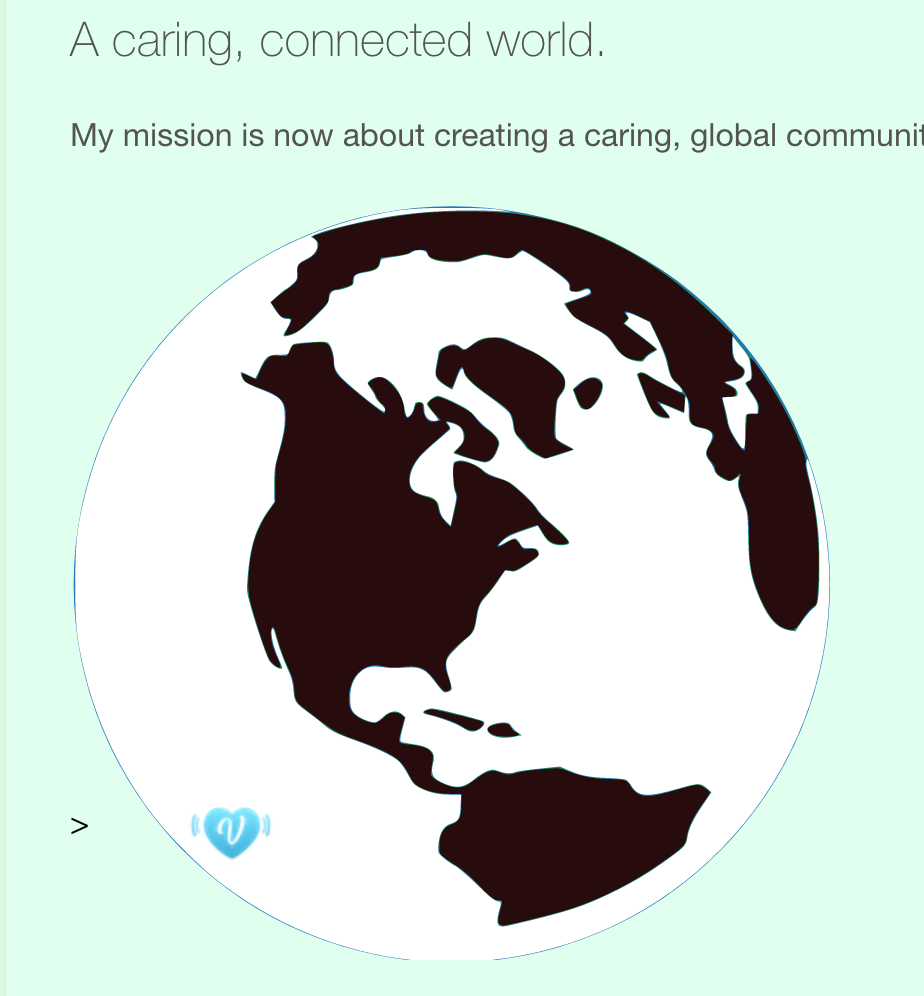 A caring, connected world.
My mission is now about creating a caring, global communit
>
V